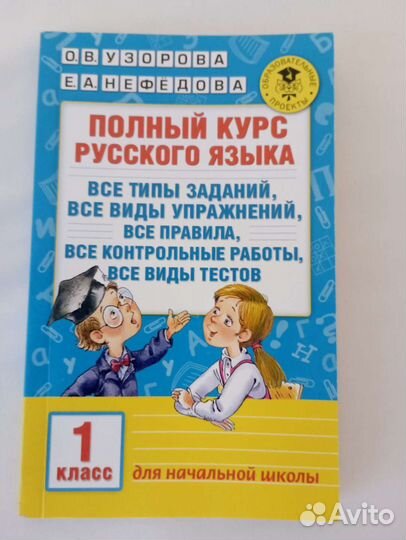 О.В. УЗОРОВА
Е.А. НЕФЁДОВА
ОБРАЗОВАТЕЛЬНЫЕ ПРОЕКТЫ
ПОЛНЫЙ КУРС
РУССКОГО ЯЗЫКА
ВСЕ ТИПЫ ЗАДАНИЙ,
ВСЕ ВИДЫ УПРАЖНЕНИЙ,
ВСЕ ПРАВИЛА,
ВСЕ КОНТРОЛЬНЫЕ РАБОТЫ,
ВСЕ ВИДЫ ТЕСТОВ
1
класс
для начальной школы
Avito